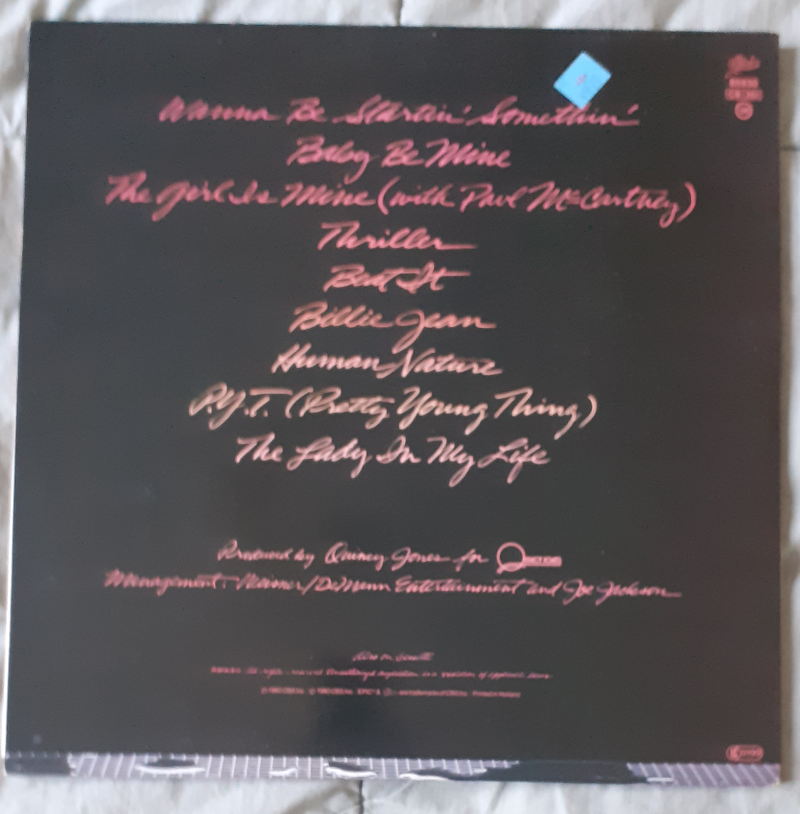 Wanna Be Startin' Somethin'
Baby Be Mine
The Girl Is Mine (with Paul McCartney)
Thriller
Beat It
Billie Jean
Human Nature
P.Y.T. (Pretty Young Thing)
The Lady In My Life
Produced by Quincy Jones for
Management: Weisner/DeMann Entertainment and Joe Jackson